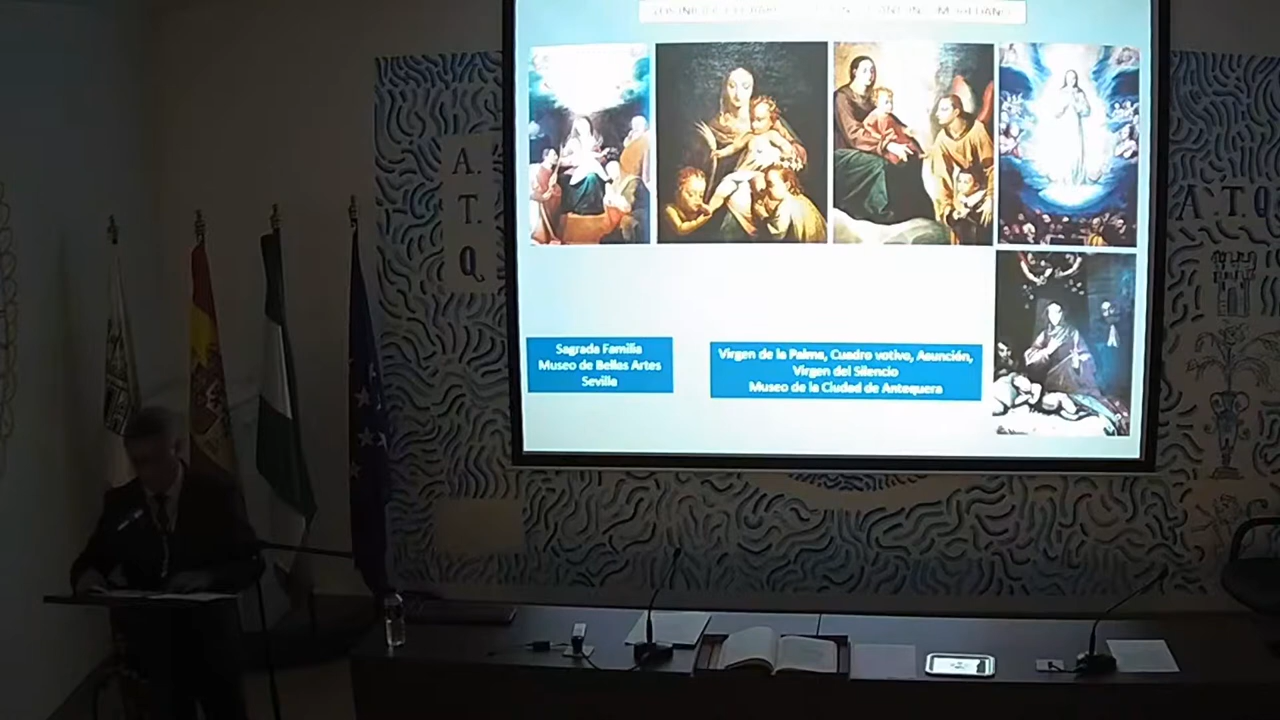 A.
T.
Q
A.T.Q
Sagrada Familia
Museo de Bellas Artes
Sevilla
Virgen de la Palma, Cuadro votivo, Asunción,
Virgen del Silencio
Museo de la Ciudad de Antequera